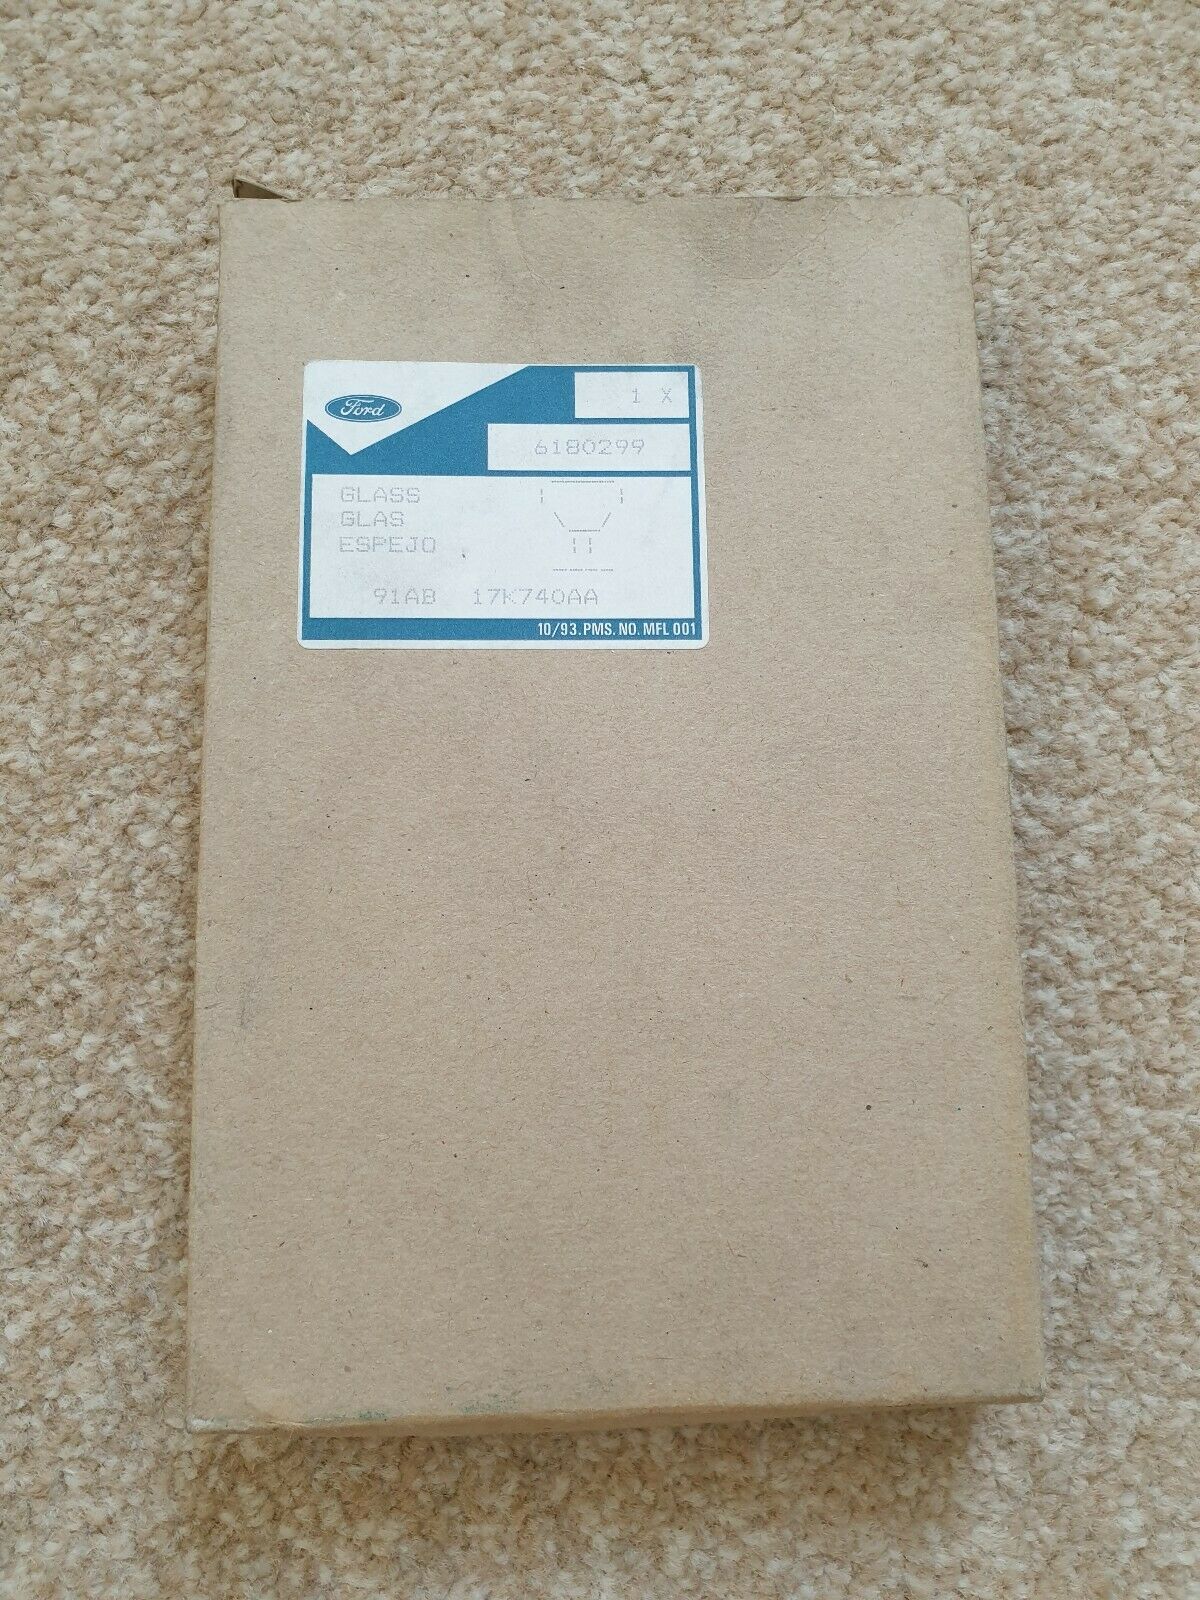 Ford
1 X
6180299
GLASS
GLAS
ESPEJO
91AB 17K740AA
10/93.PMS. NO. MFL 001